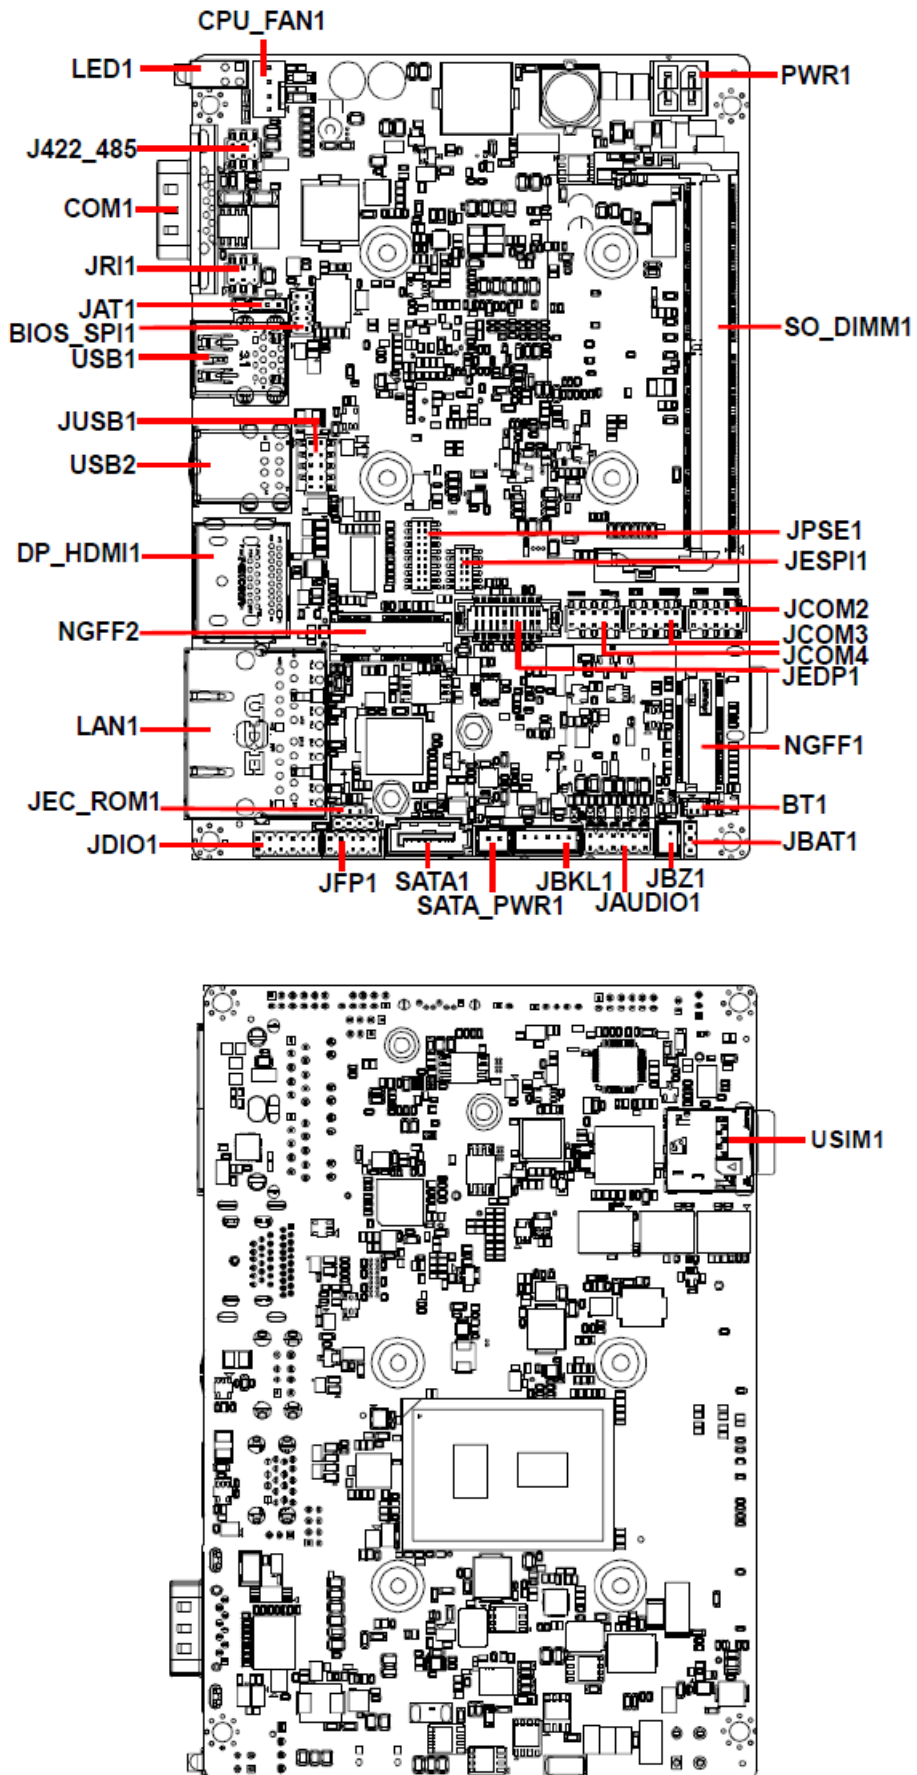 CPU_FAN1
LED1
PWR1
J422_485
COM1
JRI1
JAT1
BIOS_SPI1
SO_DIMM1
USB1
JUSB1
USB2
JPSE1
DP_HDMI1
JESPI1
JCOM2
NGFF2
JCOM3
JCOM4
JEDP1
LAN1
NGFF1
JEC_ROM1
BT1
JDIO1
JBAT1
JFP1
SATA1
JBKL1
JBZ1
SATA_PWR1
JAUDIO1
USIM1